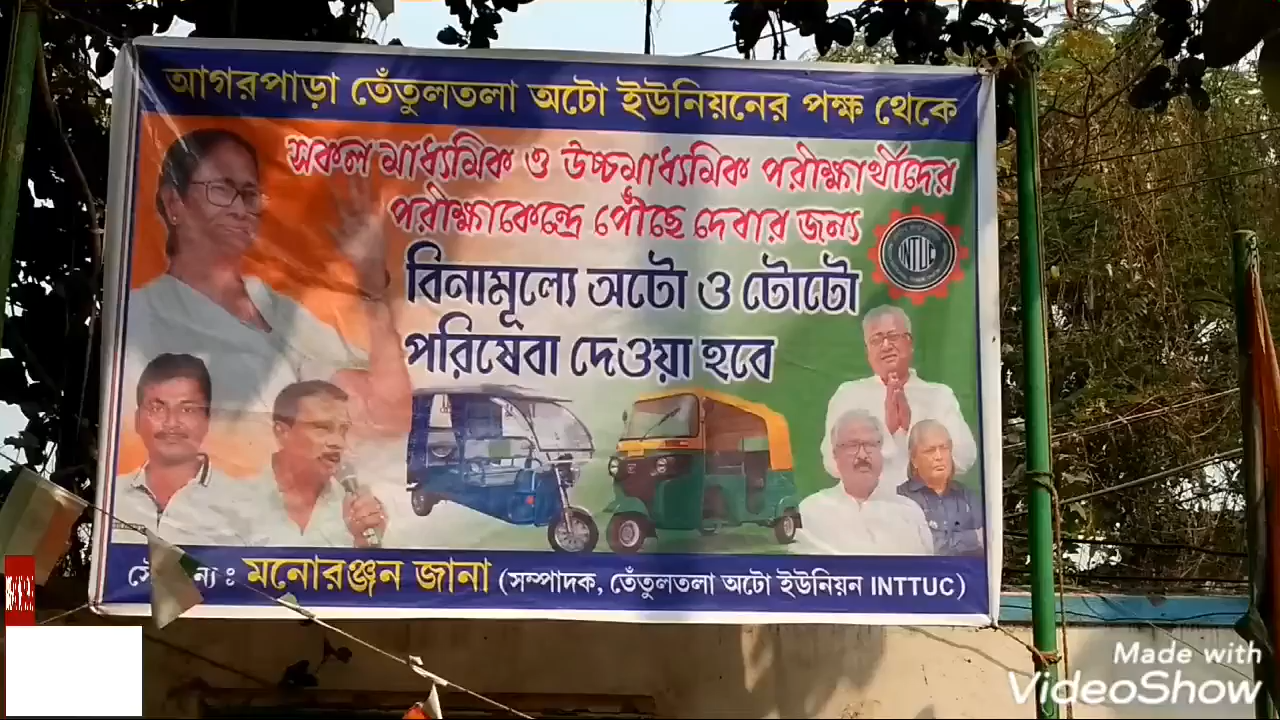 আগরপাড়া তেঁতুলতলা অটো ইউনিয়নের পক্ষ থেকে
সকল মাধ্যমিক ও উচ্চমাধ্যমিক পরীক্ষার্থীদের
পরীক্ষাকেন্দ্রে পৌঁছে দেবার জন্য
INTTUC
বিনামূল্যে অটো ও টোটো
পরিষেবা দেওয়া হবে
মনোরঞ্জন জানা (সম্পাদক, তেঁতুলতলা অটো ইউনিয়ন INTTUC)
Made with
VideoShow